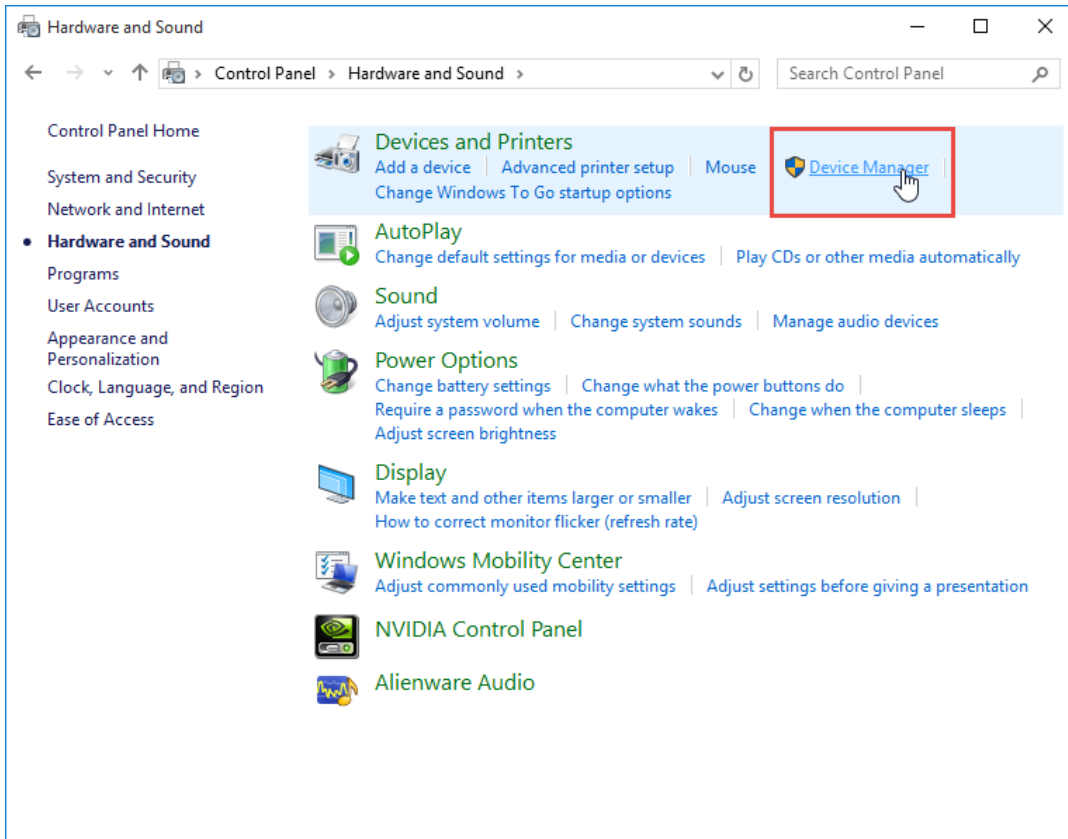 Hardware and Sound
Control Panel > Hardware and Sound >
Search Control Panel
Control Panel Home
System and Security
Network and Internet
Hardware and Sound
Programs
User Accounts
Appearance and
Personalization
Clock, Language, and Region
Ease of Access
Devices and Printers
Add a device | Advanced printer setup | Mouse | Device Manager
Change Windows To Go startup options
AutoPlay
Change default settings for media or devices | Play CDs or other media automatically
Sound
Adjust system volume | Change system sounds | Manage audio devices
Power Options
Change battery settings | Change what the power buttons do
Require a password when the computer wakes | Change when the computer sleeps
Adjust screen brightness
Display
Make text and other items larger or smaller | Adjust screen resolution
How to correct monitor flicker (refresh rate)
Windows Mobility Center
Adjust commonly used mobility settings | Adjust settings before giving a presentation
NVIDIA Control Panel
Alienware Audio